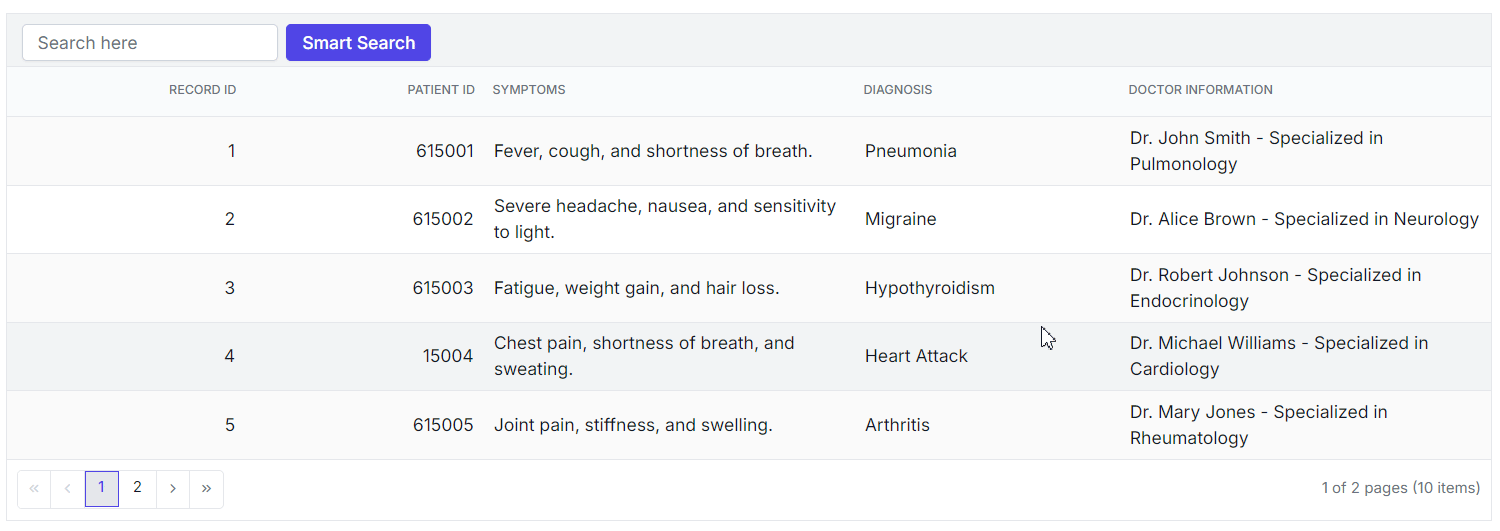 Search here Smart Search
RECORD ID PATIENT ID SYMPTOMS DIAGNOSIS DOCTOR INFORMATION
1 615001 Fever, cough, and shortness of breath. Pneumonia Dr. John Smith - Specialized in
Pulmonology
2 615002 Severe headache, nausea, and sensitivity
to light. Migraine Dr. Alice Brown - Specialized in Neurology
3 615003 Fatigue, weight gain, and hair loss. Hypothyroidism Dr. Robert Johnson - Specialized in
Endocrinology
4 15004 Chest pain, shortness of breath, and
sweating. Heart Attack Dr. Michael Williams - Specialized in
Cardiology
5 615005 Joint pain, stiffness, and swelling. Arthritis Dr. Mary Jones - Specialized in
Rheumatology
« ‹ 1 2 › » 1 of 2 pages (10 items)